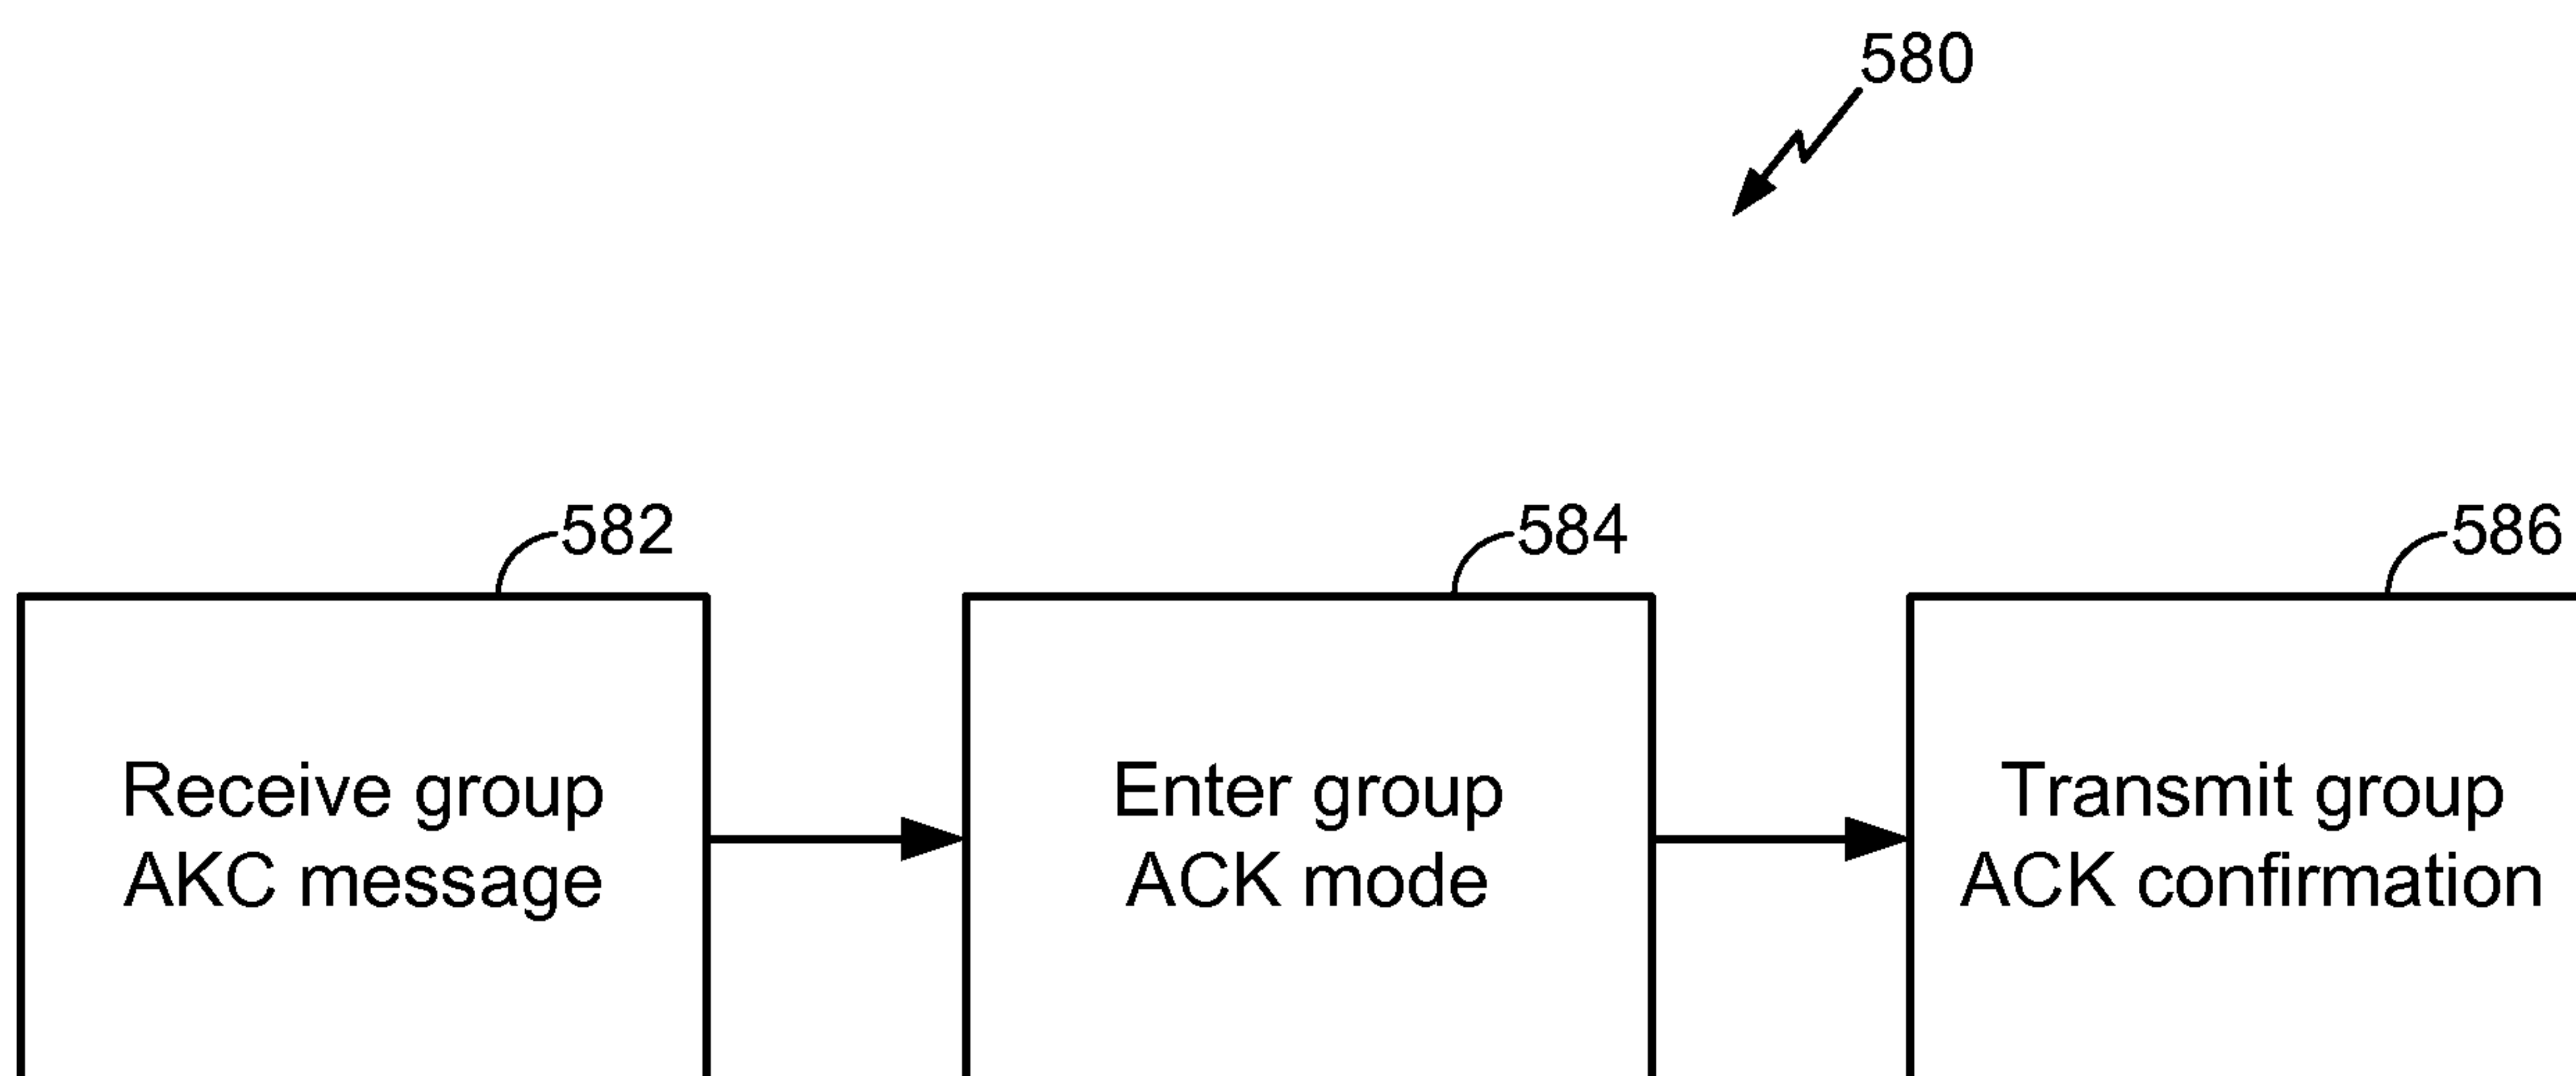 580
582
584
586
Receive group
AKC message
Enter group
ACK mode
Transmit group
ACK confirmation